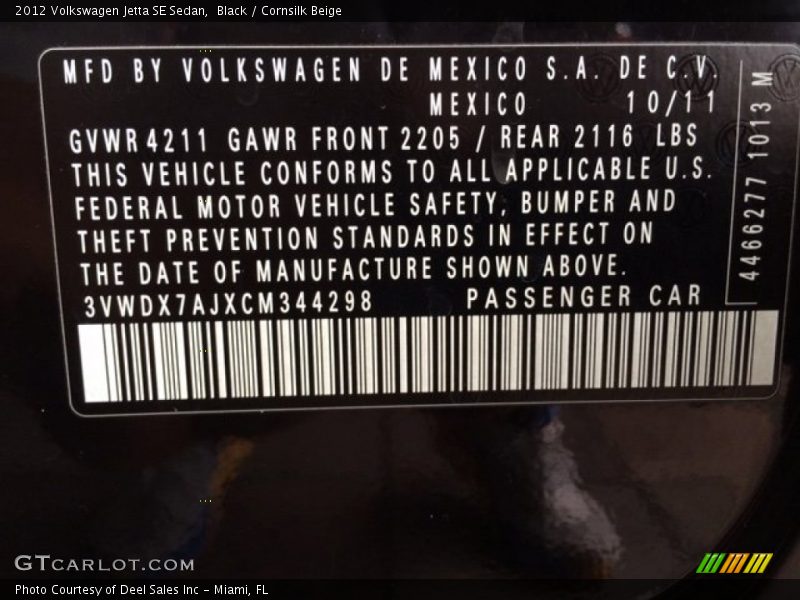 2012 Volkswagen Jetta SE Sedan,  Black / Cornsilk Beige
MFD BY VOLKSWAGEN DE MEXICO S.A. DE C.V.
MEXICO 10/11
GVWR 4211 GAWR FRONT 2205 / REAR 2116 LBS
THIS VEHICLE CONFORMS TO ALL APPLICABLE U.S.
FEDERAL MOTOR VEHICLE SAFETY, BUMPER AND
THEFT PREVENTION STANDARDS IN EFFECT ON
THE DATE OF MANUFACTURE SHOWN ABOVE.
3VWDX7AJXCM344298 PASSENGER CAR
4466277 1013 M
GTCARLOT.COM
Photo Courtesy of Deel Sales Inc - Miami, FL